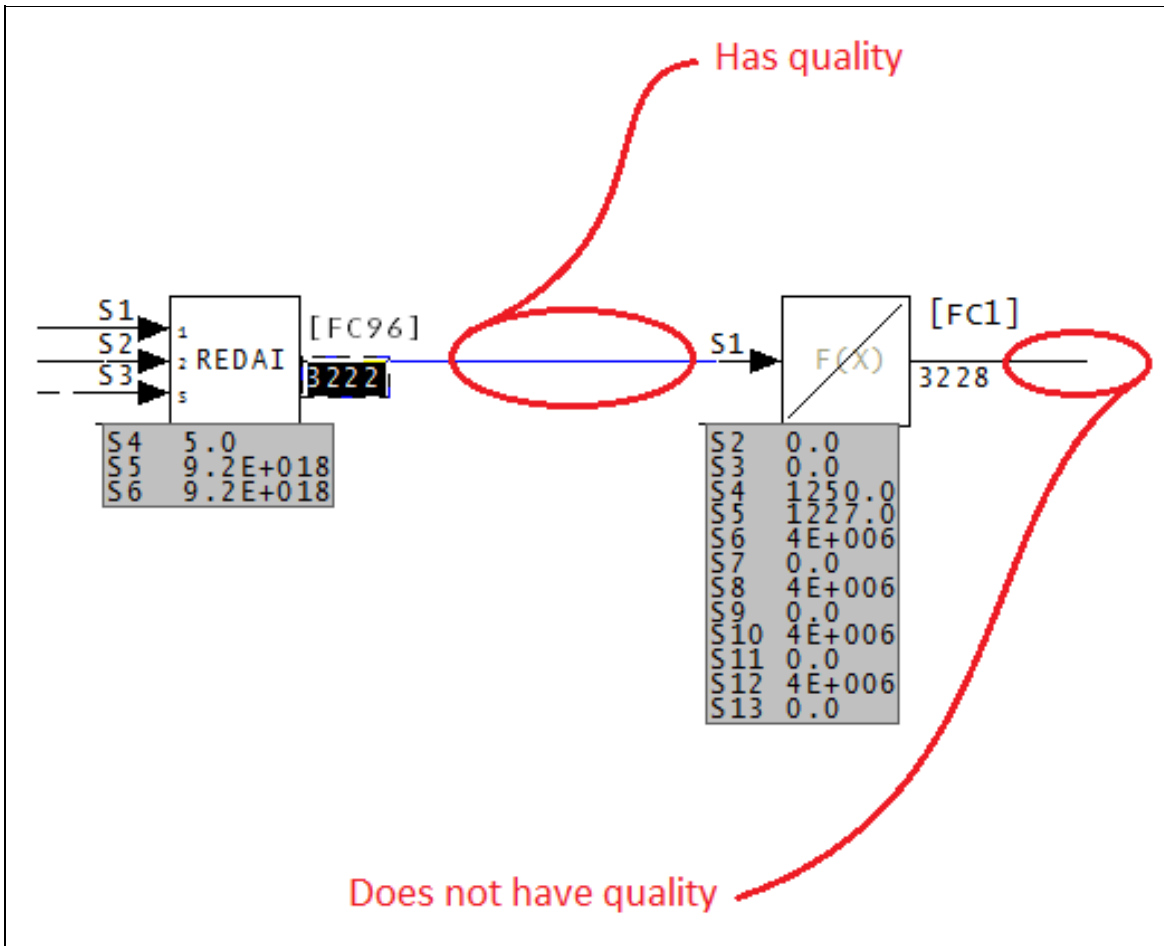 Has quality
S1
S2
S3
1
2
5
REDAI
[FC96]
3222
S4 5.0
S5 9.2E+018
S6 9.2E+018
S1
F(X)
[FC1]
3228
S2 0.0
S3 0.0
S4 1250.0
S5 1227.0
S6 4E+006
S7 0.0
S8 4E+006
S9 0.0
S10 4E+006
S11 0.0
S12 4E+006
S13 0.0
Does not have quality